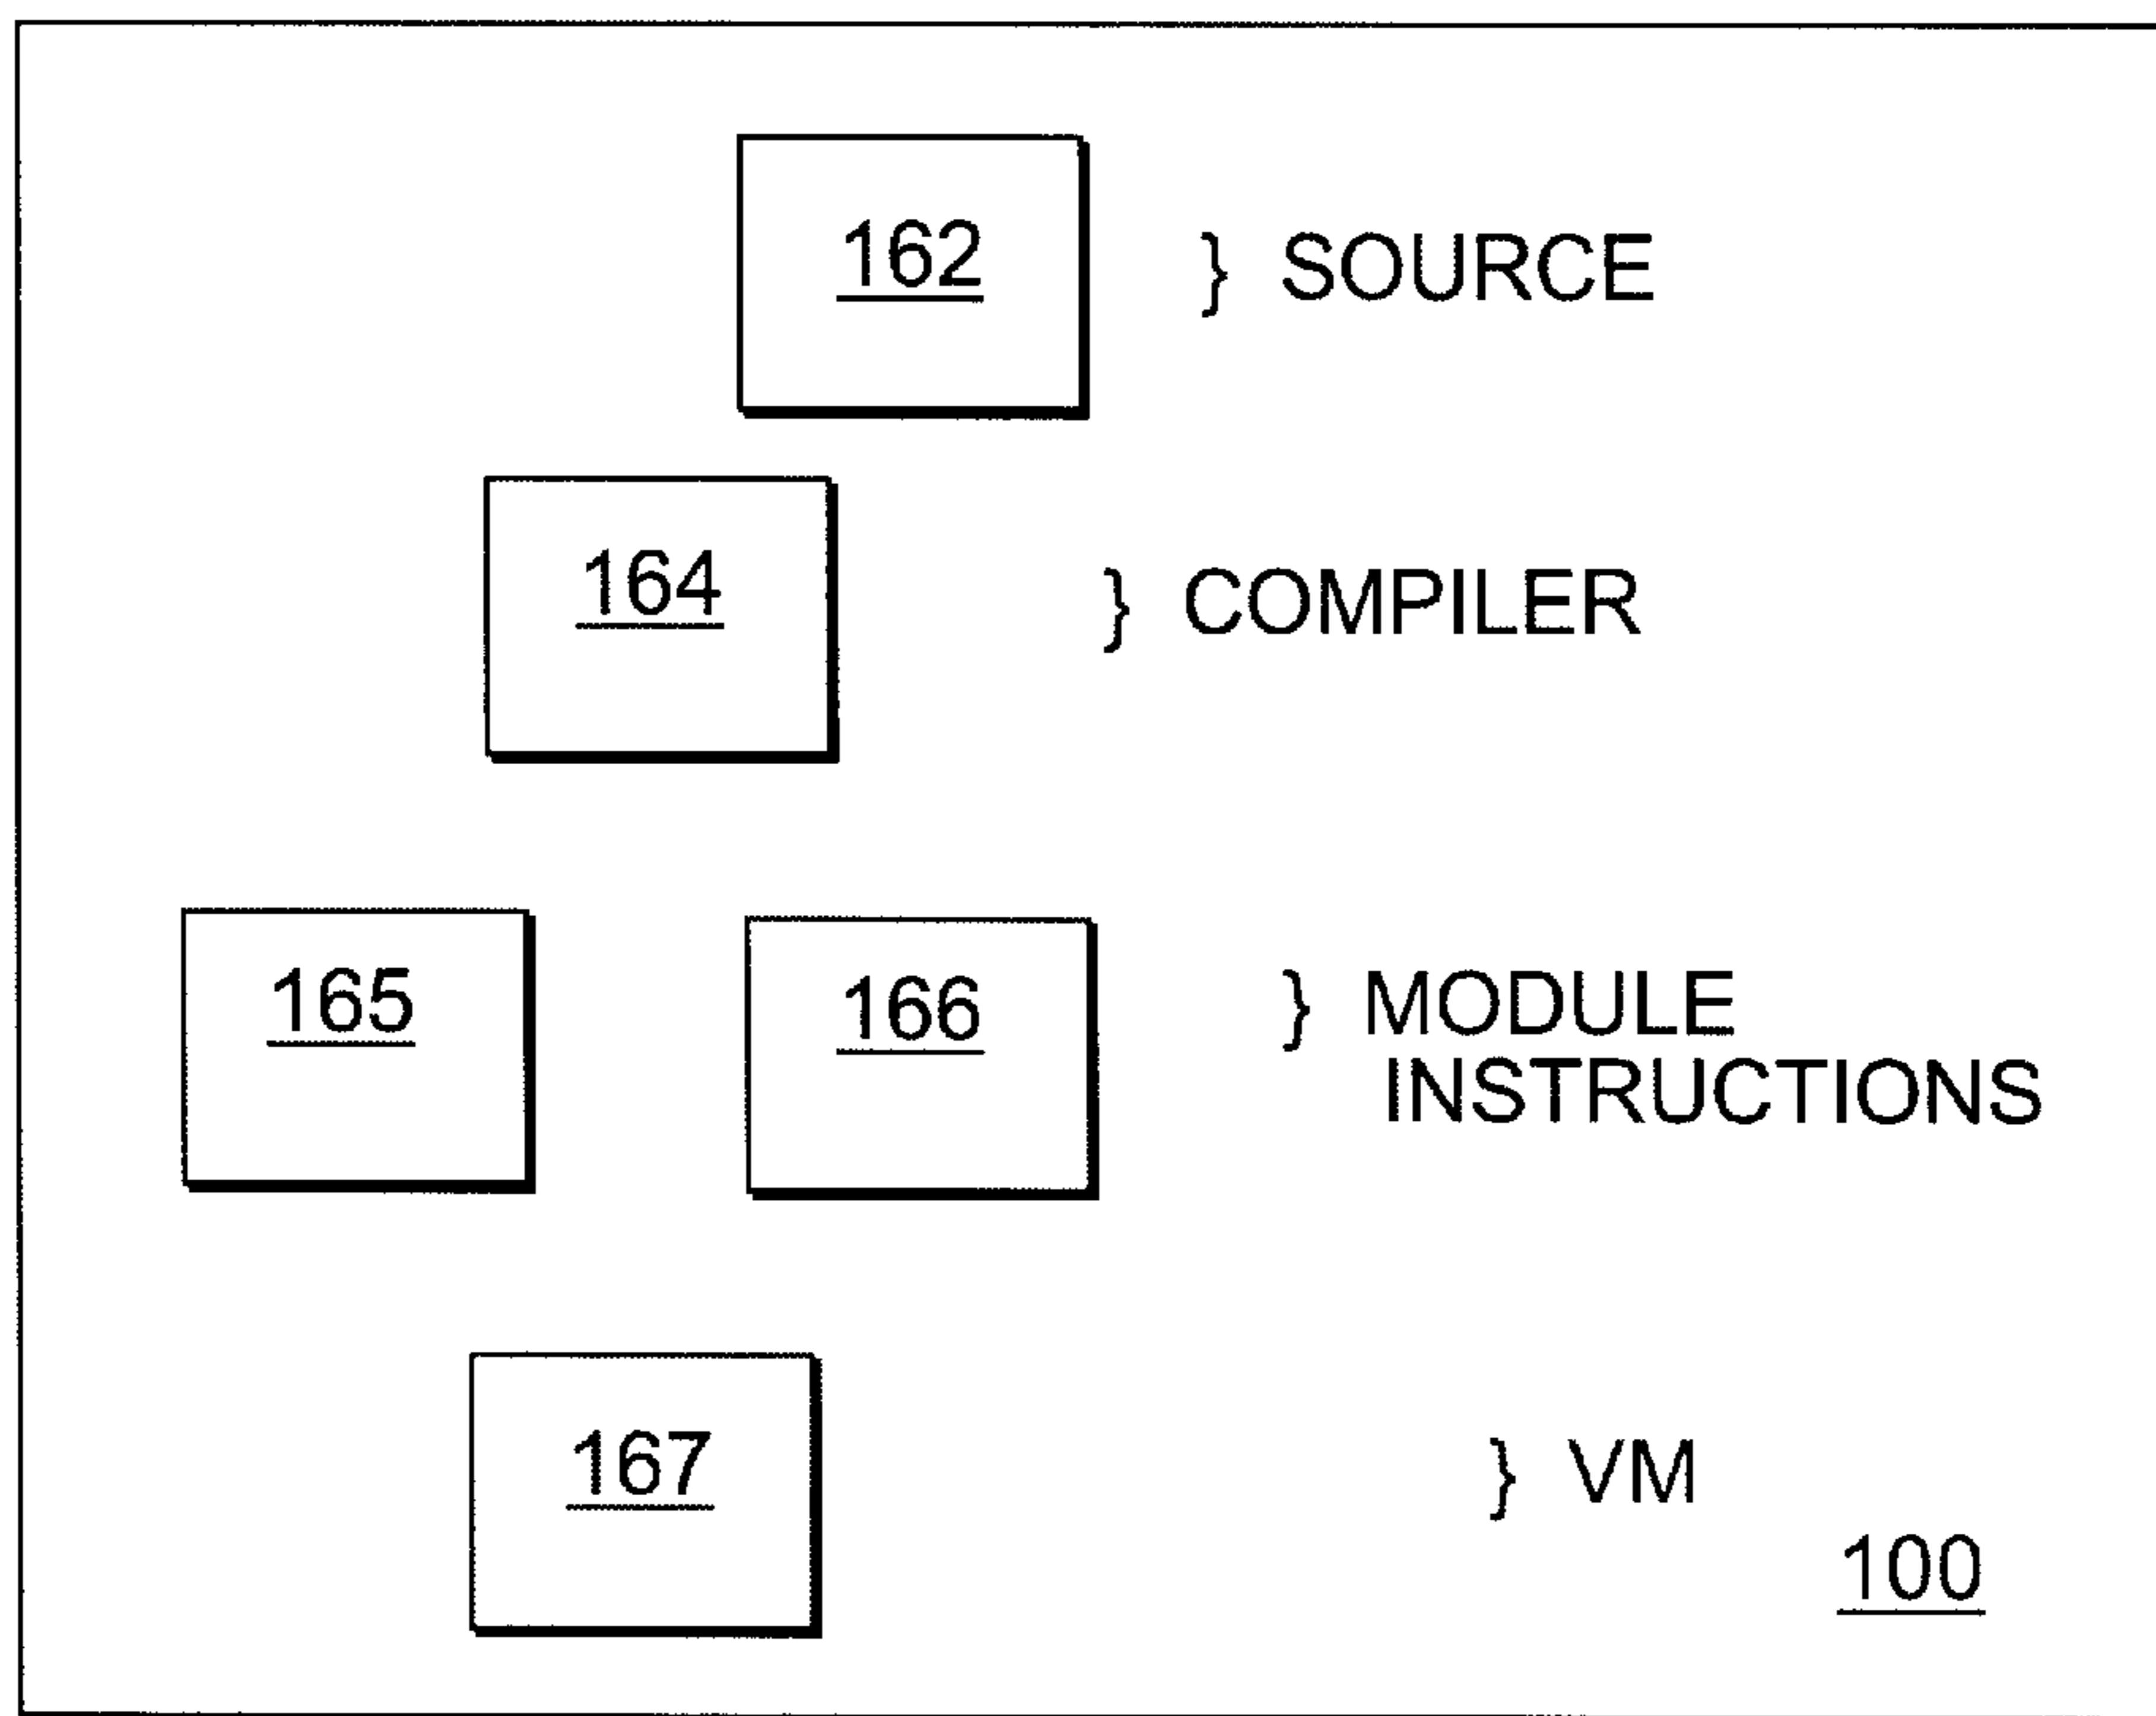 162 } SOURCE
164 } COMPILER
165 166 } MODULE
INSTRUCTIONS
167 } VM
100